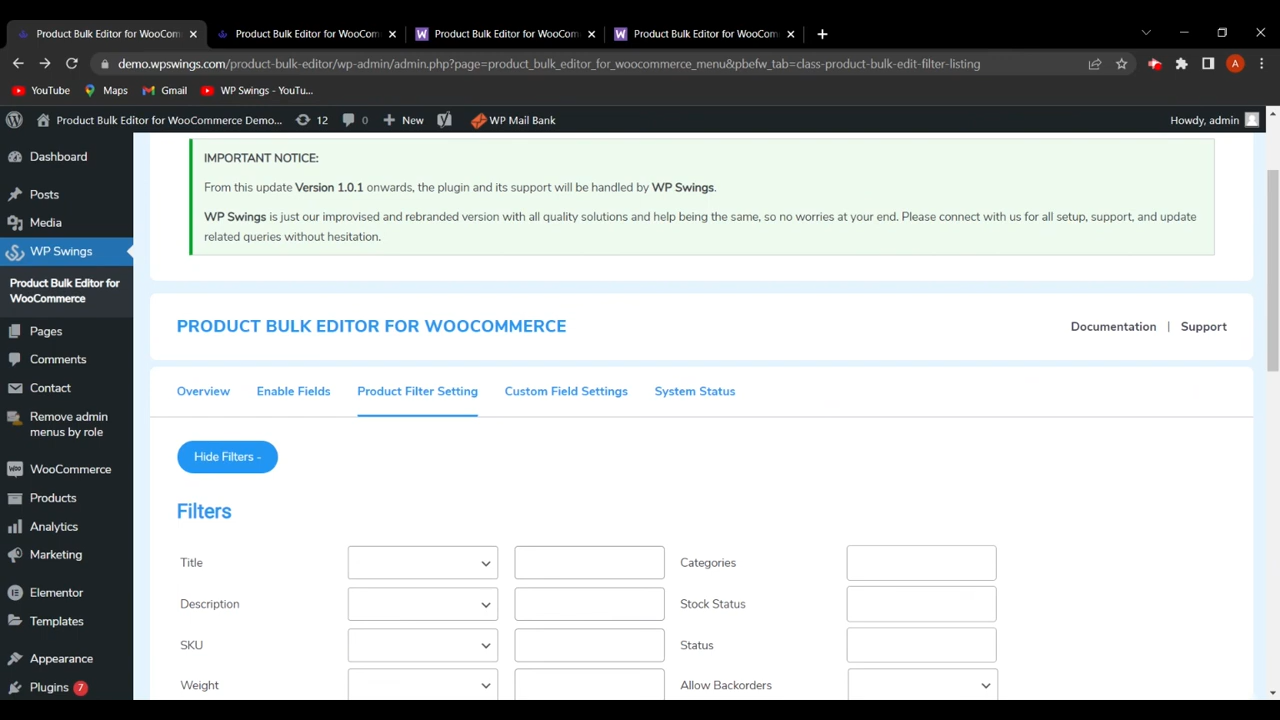 Product Bulk Editor for WooCom
Product Bulk Editor for WooCom
Product Bulk Editor for WooCom
Product Bulk Editor for WooCom
demo.wpswings.com/product-bulk-editor/wp-admin/admin.php?page=product_bulk_editor_for_woocommerce_menu&pbefw_tab=class-product-bulk-edit-filter-listing
A
YouTube
Maps
Gmail
WP Swings - YouTu...
Product Bulk Editor for WooCommerce Demo...
12
0
New
WP Mail Bank
Howdy, admin
Dashboard
Posts
Media
WP Swings
Product Bulk Editor for
WooCommerce
Pages
Comments
Contact
Remove admin
menus by role
WooCommerce
Products
Analytics
Marketing
Elementor
Templates
Appearance
Plugins 7
IMPORTANT NOTICE:
From this update Version 1.0.1 onwards, the plugin and its support will be handled by WP Swings.
WP Swings is just our improvised and rebranded version with all quality solutions and help being the same, so no worries at your end. Please connect with us for all setup, support, and update
related queries without hesitation.
PRODUCT BULK EDITOR FOR WOOCOMMERCE
Documentation | Support
Overview
Enable Fields
Product Filter Setting
Custom Field Settings
System Status
Hide Filters -
Filters
Title
Categories
Description
Stock Status
SKU
Status
Weight
Allow Backorders